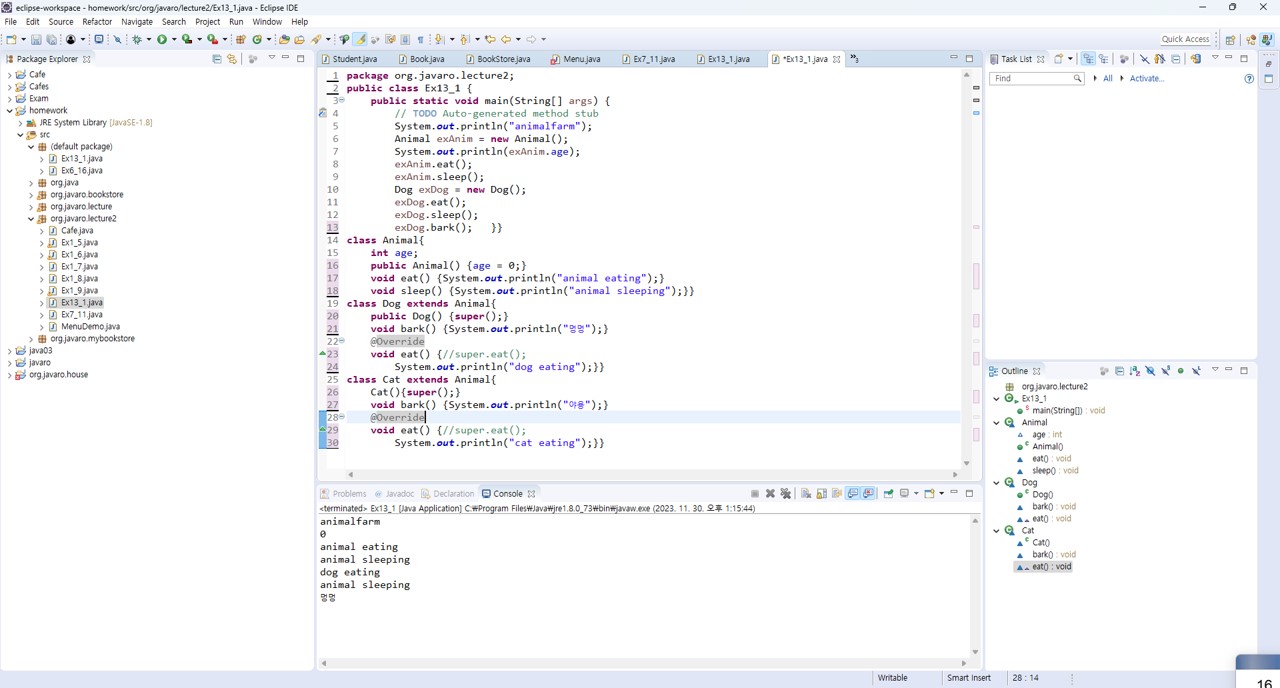 eclipse-workspace - homework/src/org/javaro/lecture2/Ex13_1.java - Eclipse IDE
File Edit Source Refactor Navigate Search Project Run Window Help
Quick Access
Package Explorer
Cafe
Cafes
Exam
homework
JRE System Library [JavaSE-1.8]
src
(default package)
Ex13_1.java
Ex6_16.java
org.java
org.javaro.bookstore
org.javaro.lecture
org.javaro.lecture2
Cafe.java
Ex1_5.java
Ex1_6.java
Ex1_7.java
Ex1_8.java
Ex1_9.java
Ex13_1.java
Ex7_11.java
MenuDemo.java
org.javaro.mybookstore
java03
javaro
org.javaro.house
Student.java Book.java BookStore.java Menu.java Ex7_11.java Ex13_1.java *Ex13_1.java »3
1 package org.javaro.lecture2;
2 public class Ex13_1 {
3 public static void main(String[] args) {
4 // TODO Auto-generated method stub
5 System.out.println("animalfarm");
6 Animal exAnim = new Animal();
7 System.out.println(exAnim.age);
8 exAnim.eat();
9 exAnim.sleep();
10 Dog exDog = new Dog();
11 exDog.eat();
12 exDog.sleep();
13 exDog.bark(); }}
14 class Animal{
15 int age;
16 public Animal() {age = 0;}
17 void eat() {System.out.println("animal eating");}
18 void sleep() {System.out.println("animal sleeping");}}
19 class Dog extends Animal{
20 public Dog() {super();}
21 void bark() {System.out.println("멍멍");}
22 @Override
23 void eat() {//super.eat();
24 System.out.println("dog eating");}}
25 class Cat extends Animal{
26 Cat(){super();}
27 void bark() {System.out.println("야옹");}
28 @Override
29 void eat() {//super.eat();
30 System.out.println("cat eating");}}
Problems Javadoc Declaration Console
<terminated> Ex13_1 [Java Application] C:₩Program Files₩Java₩jre1.8.0_73₩bin₩javaw.exe (2023. 11. 30. 오후 1:15:44)
animalfarm
0
animal eating
animal sleeping
dog eating
animal sleeping
멍멍
Task List
Find All Activate...
Outline
org.javaro.lecture2
Ex13_1
main(String[]) : void
Animal
age : int
Animal()
eat() : void
sleep() : void
Dog
Dog()
bark() : void
eat() : void
Cat
Cat()
bark() : void
eat() : void
Writable Smart Insert 28 : 14
16